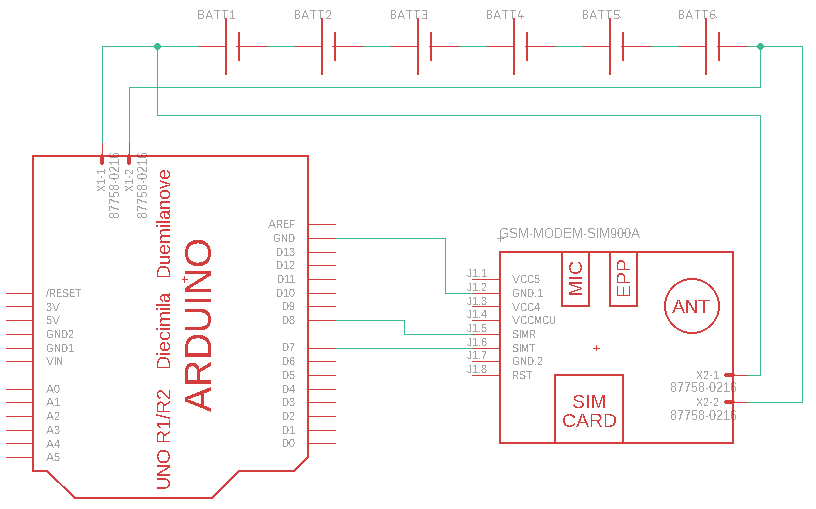 BATT1
BATT2
BATT3
BATT4
BATT5
BATT6
X1-1
87758-0216
X1-2
87758-0216
UNO R1/R2 Diecimila Duemilanove
ARDUINO
/RESET
3V
5V
GND2
GND1
VIN
A0
A1
A2
A3
A4
A5
AREF
GND
D13
D12
D11
D10
D9
D8
D7
D6
D5
D4
D3
D2
D1
D0
GSM-MODEM-SIM900A
J1.1
J1.2
J1.3
J1.4
J1.5
J1.6
J1.7
J1.8
VCC5
GND.1
VCC4
VCCMCU
SIMR
SIMT
GND.2
RST
MIC
EPP
ANT
SIM
CARD
X2-1
87758-0216
X2-2
87758-0216